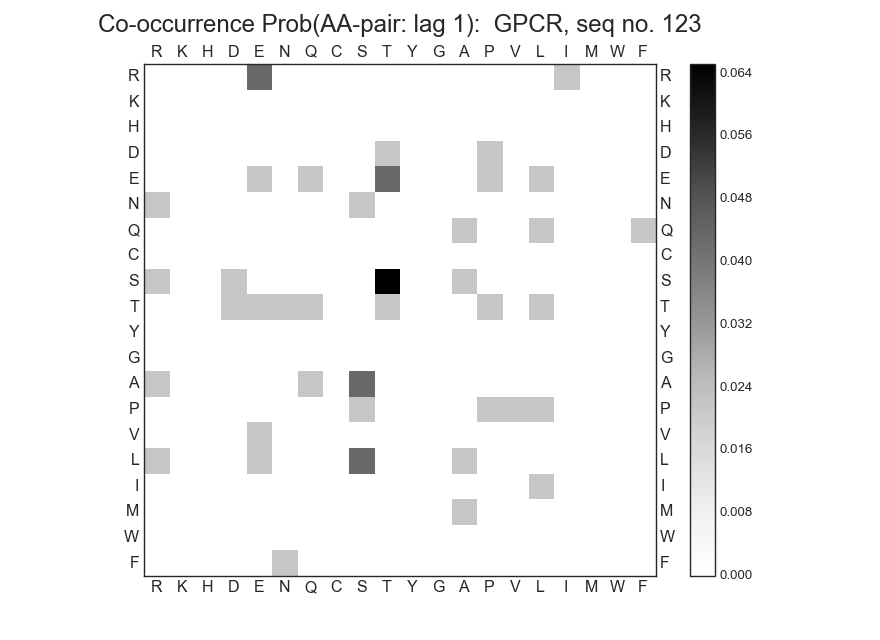 Co-occurrence Prob(AA-pair: lag 1):  GPCR, seq no. 123
R K H D E N Q C S T Y G A P V L I M W F
R R 0.064
K K
H H 0.056
D D
E E
N N 0.048
Q Q
C C 0.040
S S
T T 0.032
Y Y
G G
A A 0.024
P P
V V 0.016
L L
I I
M M 0.008
W W
F F 0.000
R K H D E N Q C S T Y G A P V L I M W F